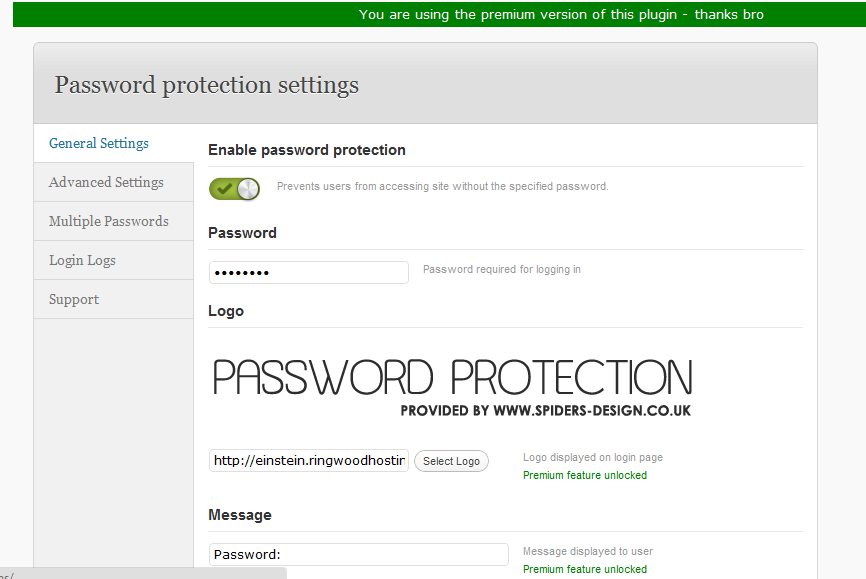 You are using the premium version of this plugin - thanks bro
Password protection settings
General Settings
Advanced Settings
Multiple Passwords
Login Logs
Support
Enable password protection
Prevents users from accessing site without the specified password.
Password
••••••••
Password required for logging in
Logo
PASSWORD PROTECTION
PROVIDED BY WWW.SPIDERS-DESIGN.CO.UK
http://einstein.ringwoodhostin
Select Logo
Logo displayed on login page
Premium feature unlocked
Message
Password:
Message displayed to user
Premium feature unlocked